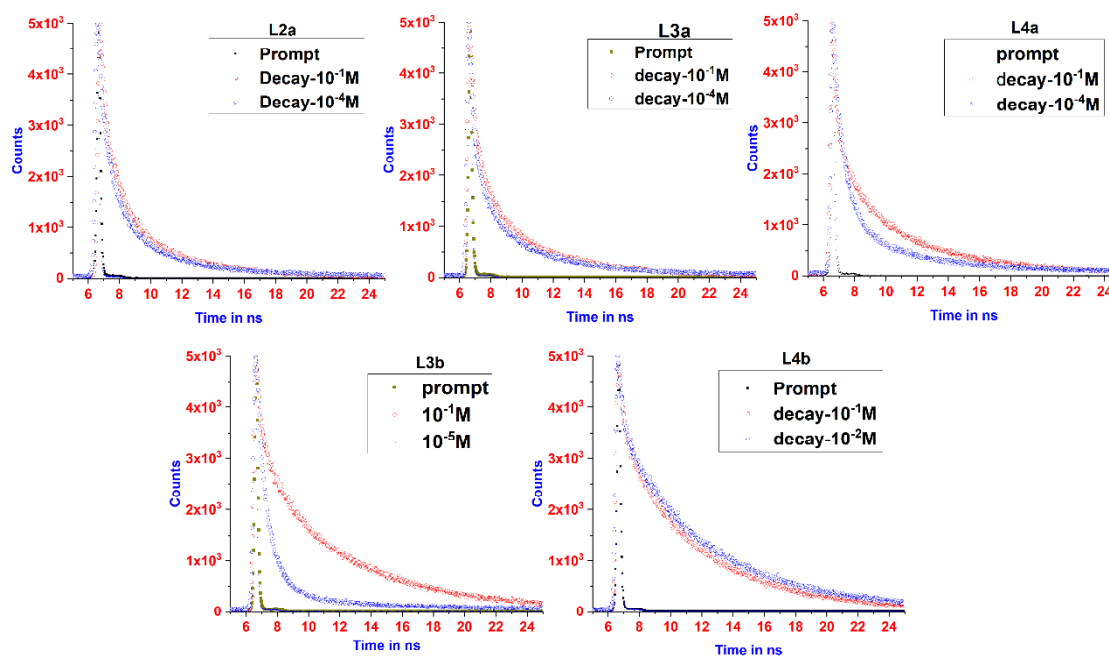 L2a
Prompt
Decay-10⁻¹M
Decay-10⁻⁴M
5x10³
4x10³
3x10³
2x10³
1x10³
0
Counts
6 8 10 12 14 16 18 20 22 24
Time in ns
L3a
Prompt
decay-10⁻¹M
decay-10⁻⁴M
5x10³
4x10³
3x10³
2x10³
1x10³
0
Counts
6 8 10 12 14 16 18 20 22 24
Time in ns
L4a
prompt
decay-10⁻¹M
decay-10⁻⁴M
5x10³
4x10³
3x10³
2x10³
1x10³
0
Counts
6 8 10 12 14 16 18 20 22 24
Time in ns
L3b
prompt
10⁻¹M
10⁻⁵M
5x10³
4x10³
3x10³
2x10³
1x10³
0
Counts
6 8 10 12 14 16 18 20 22 24
Time in ns
L4b
Prompt
decay-10⁻¹M
decay-10⁻²M
5x10³
4x10³
3x10³
2x10³
1x10³
0
Counts
6 8 10 12 14 16 18 20 22 24
Time in ns